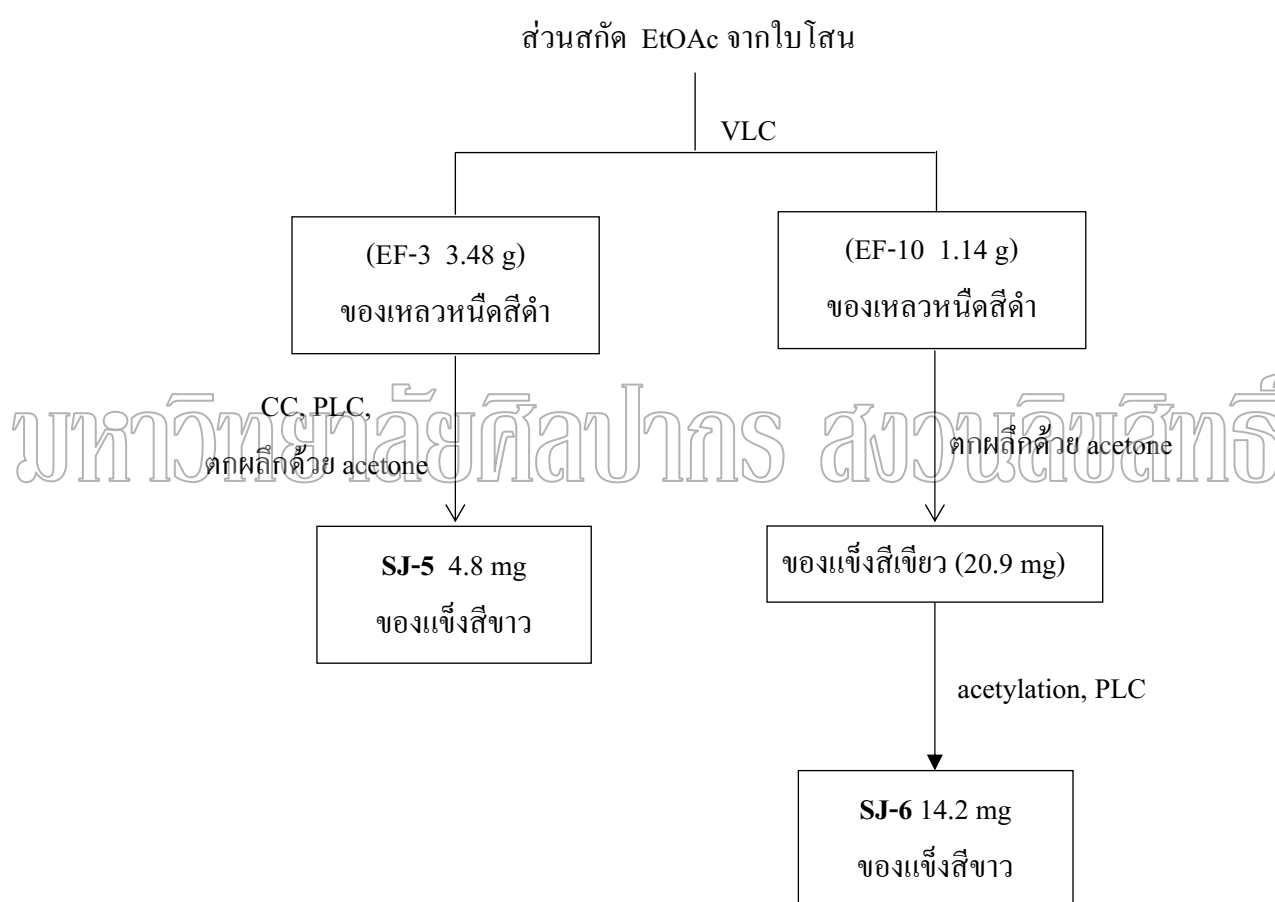 ส่วนสกัด EtOAc จากใบโสน
VLC
(EF-3 3.48 g)
ของเหลวหนืดสีดำ
(EF-10 1.14 g)
ของเหลวหนืดสีดำ
มหาวิทยาลัยศิลปากร สงวนลิขสิทธิ์
CC, PLC,
ตกผลึกด้วย acetone
ตกผลึกด้วย acetone
SJ-5 4.8 mg
ของแข็งสีขาว
ของแข็งสีเขียว (20.9 mg)
acetylation, PLC
SJ-6 14.2 mg
ของแข็งสีขาว